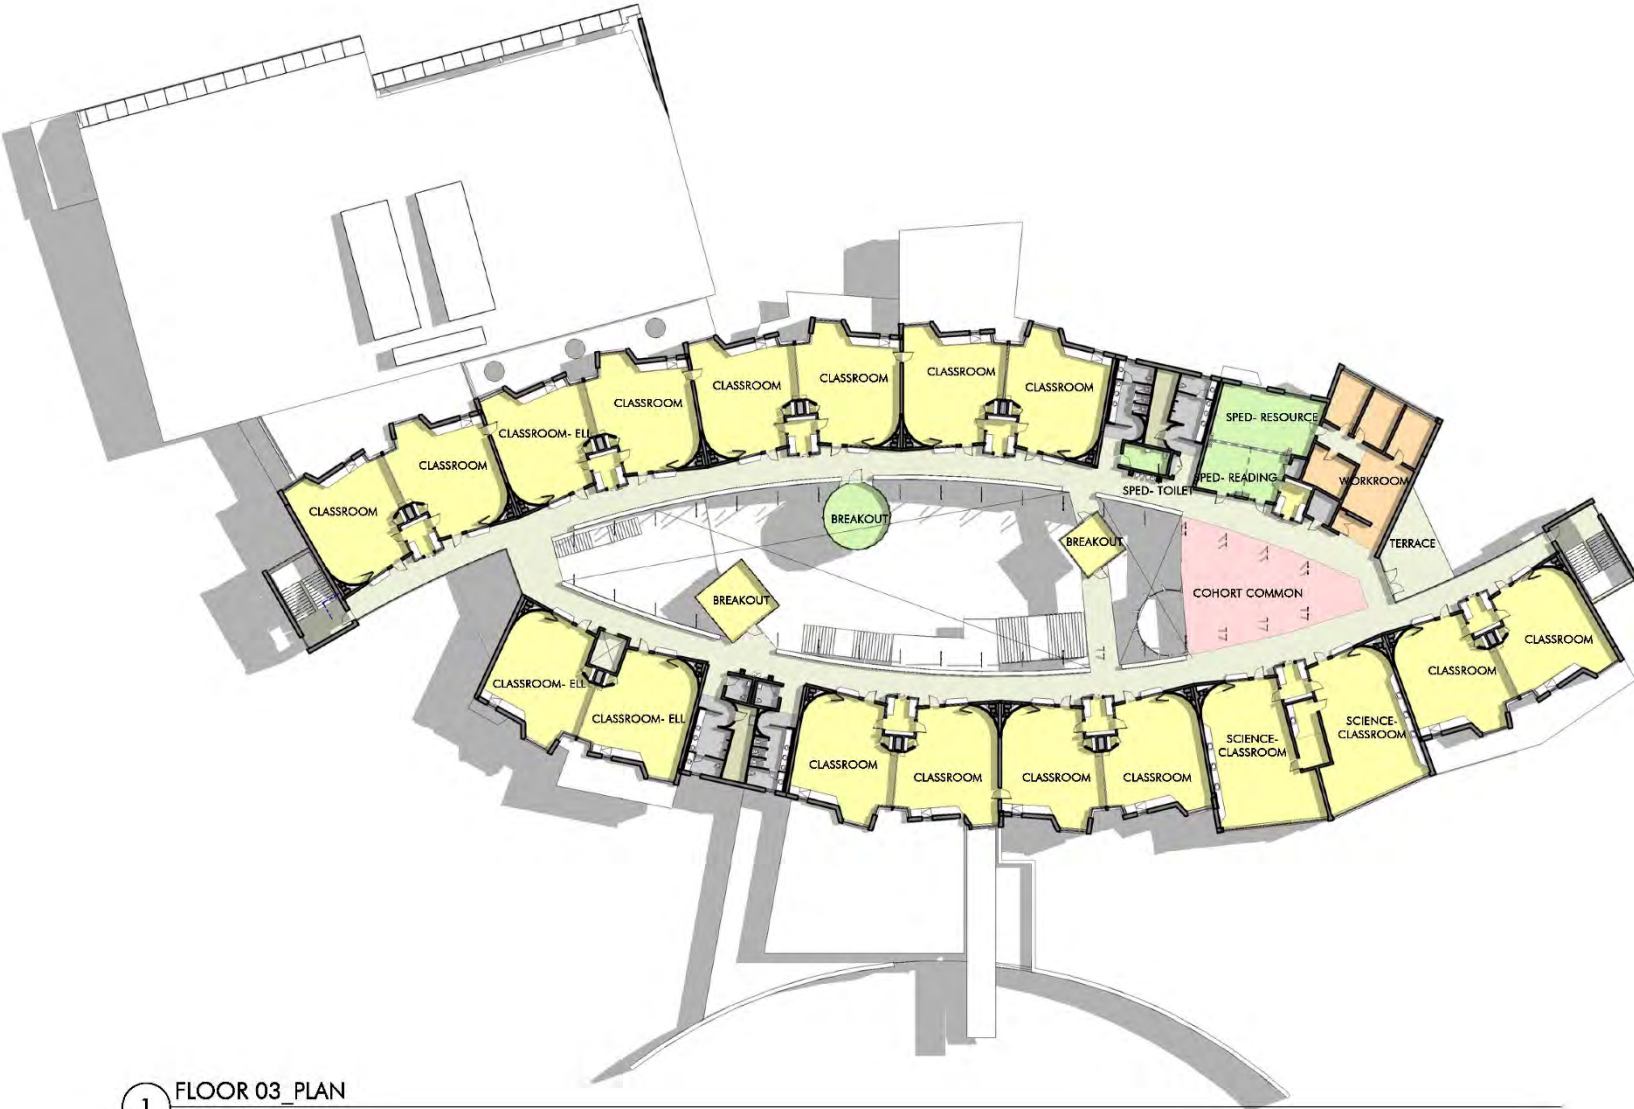 CLASSROOM
CLASSROOM
CLASSROOM
CLASSROOM
CLASSROOM
CLASSROOM
SPED- RESOURCE
CLASSROOM- ELL
CLASSROOM
SPED- READING
WORKROOM
SPED- TOILET
CLASSROOM
BREAKOUT
BREAKOUT
TERRACE
COHORT COMMON
BREAKOUT
CLASSROOM
CLASSROOM
CLASSROOM- ELL
CLASSROOM- ELL
SCIENCE-
CLASSROOM
SCIENCE-
CLASSROOM
CLASSROOM
CLASSROOM
CLASSROOM
CLASSROOM
1
FLOOR 03_PLAN